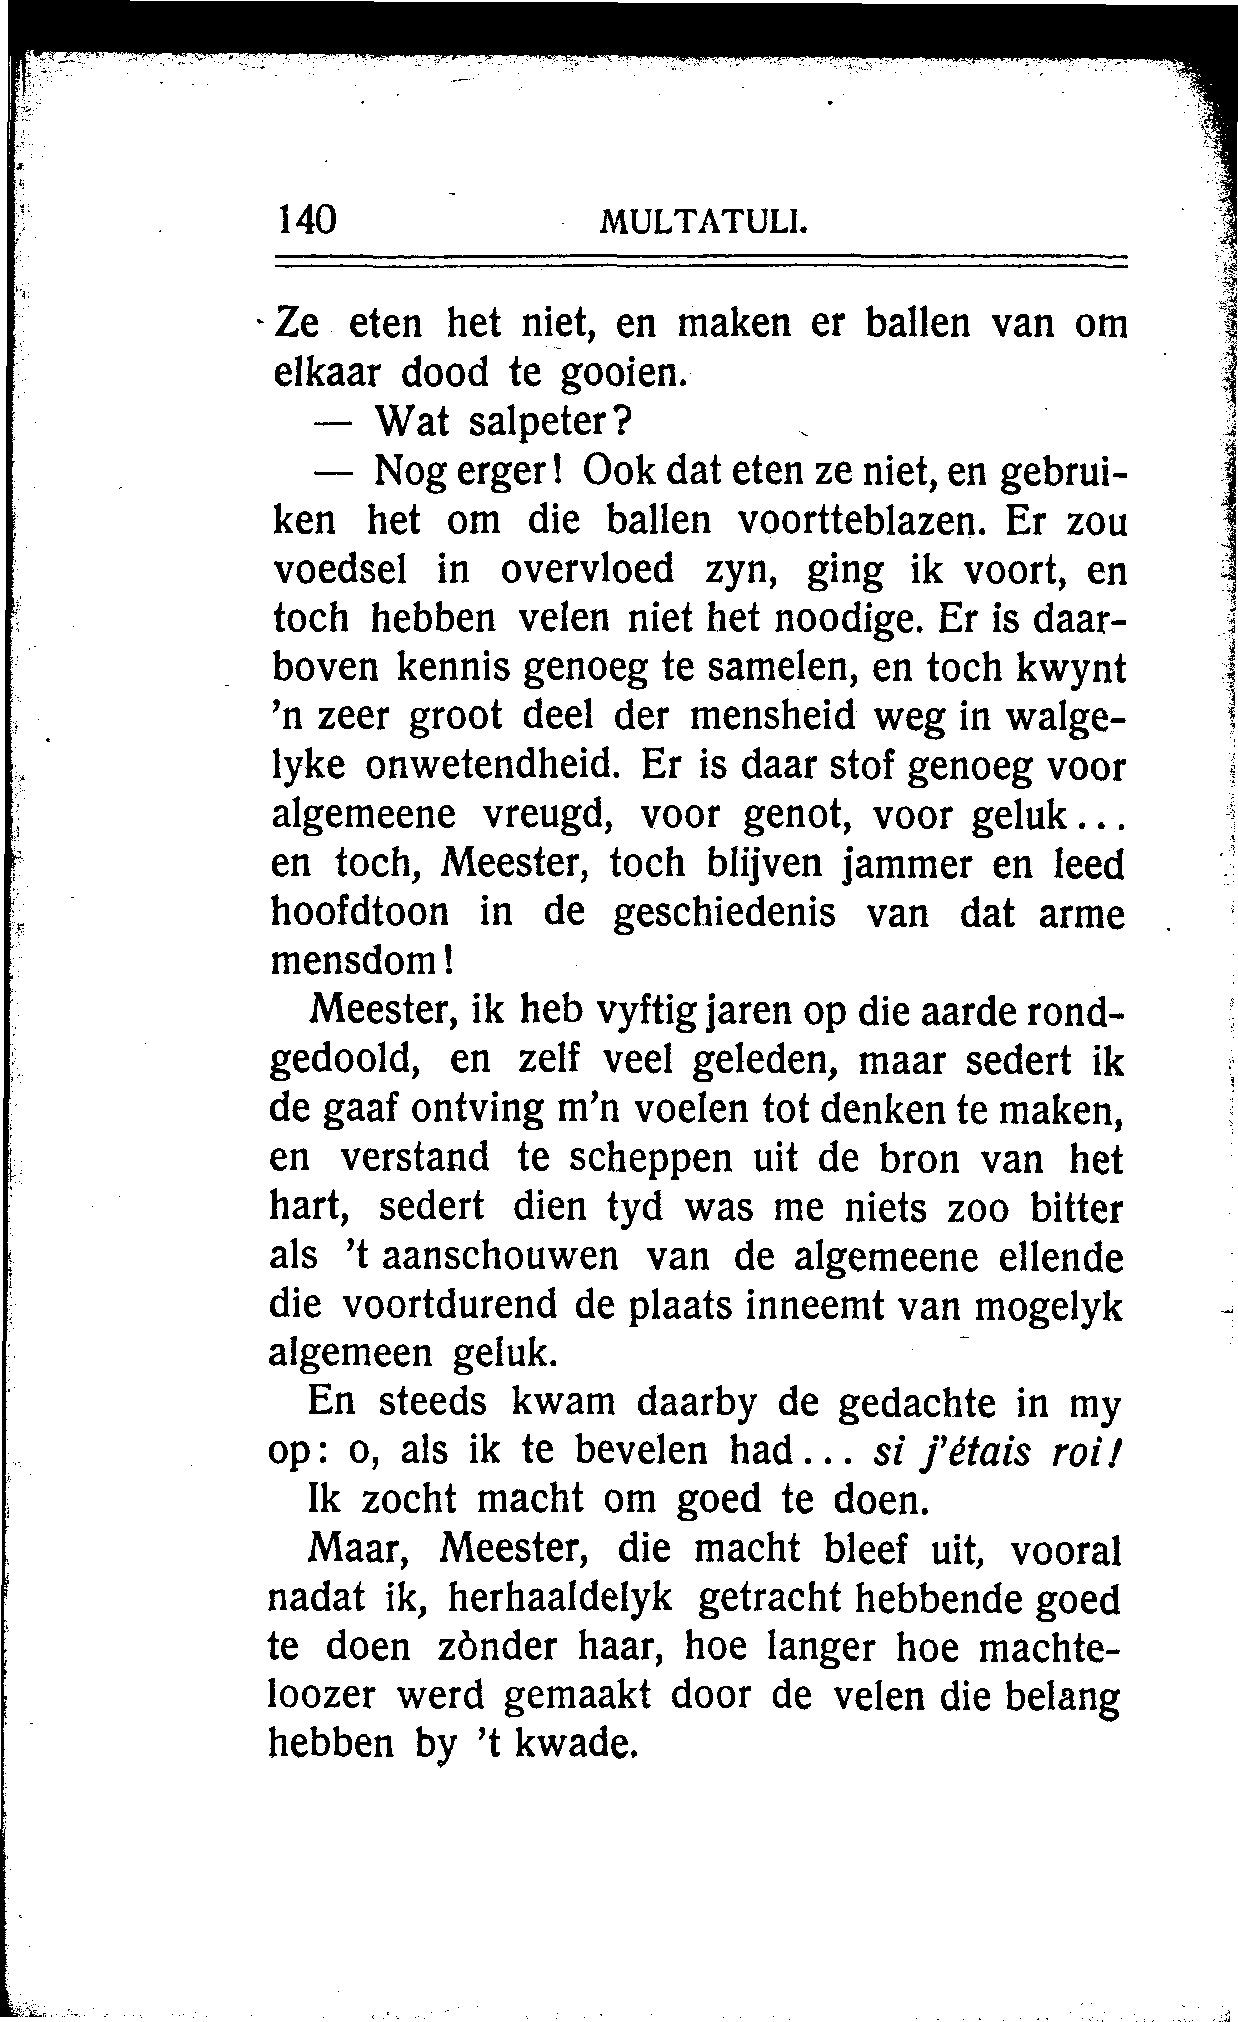 140 MULTATULI.
Ze eten het niet, en maken er ballen van om
elkaar dood te gooien.
— Wat salpeter?
— Nog erger! Ook dat eten ze niet, en gebrui-
ken het om die ballen voortteblazen. Er zou
voedsel in overvloed zyn, ging ik voort, en
toch hebben velen niet het noodige. Er is daar-
boven kennis genoeg te samelen, en toch kwynt
'n zeer groot deel der mensheid weg in walge-
lyke onwetendheid. Er is daar stof genoeg voor
algemeene vreugd, voor genot, voor geluk...
en toch, Meester, toch blijven jammer en leed
hoofdtoon in de geschiedenis van dat arme
mensdom!
Meester, ik heb vyftig jaren op die aarde rond-
gedoold, en zelf veel geleden, maar sedert ik
de gaaf ontving m'n voelen tot denken te maken,
en verstand te scheppen uit de bron van het
hart, sedert dien tyd was me niets zoo bitter
als 't aanschouwen van de algemeene ellende
die voortdurend de plaats inneemt van mogelyk
algemeen geluk.
En steeds kwam daarby de gedachte in my
op: o, als ik te bevelen had... si j'étais roi!
Ik zocht macht om goed te doen.
Maar, Meester, die macht bleef uit, vooral
nadat ik, herhaaldelyk getracht hebbende goed
te doen zònder haar, hoe langer hoe machte-
loozer werd gemaakt door de velen die belang
hebben by 't kwade.